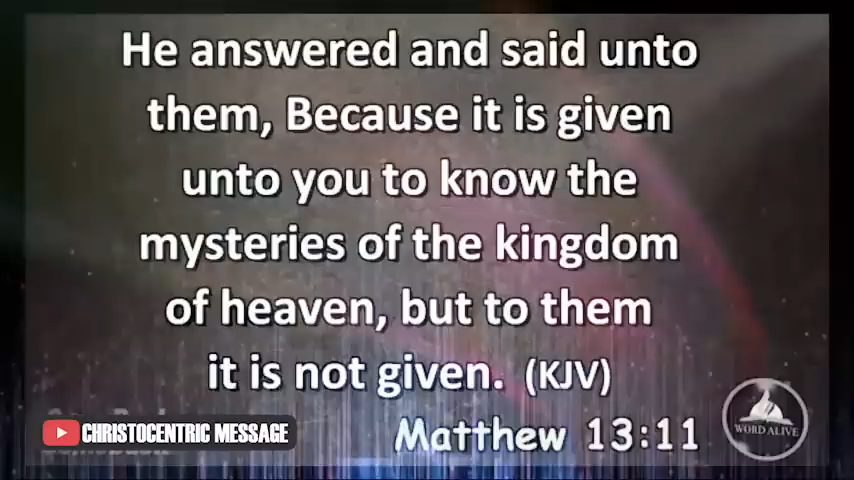 He answered and said unto
them, Because it is given
unto you to know the
mysteries of the kingdom
of heaven, but to them
it is not given. (KJV)
Matthew 13:11
CHRISTOCENTRIC MESSAGE
WORD ALIVE